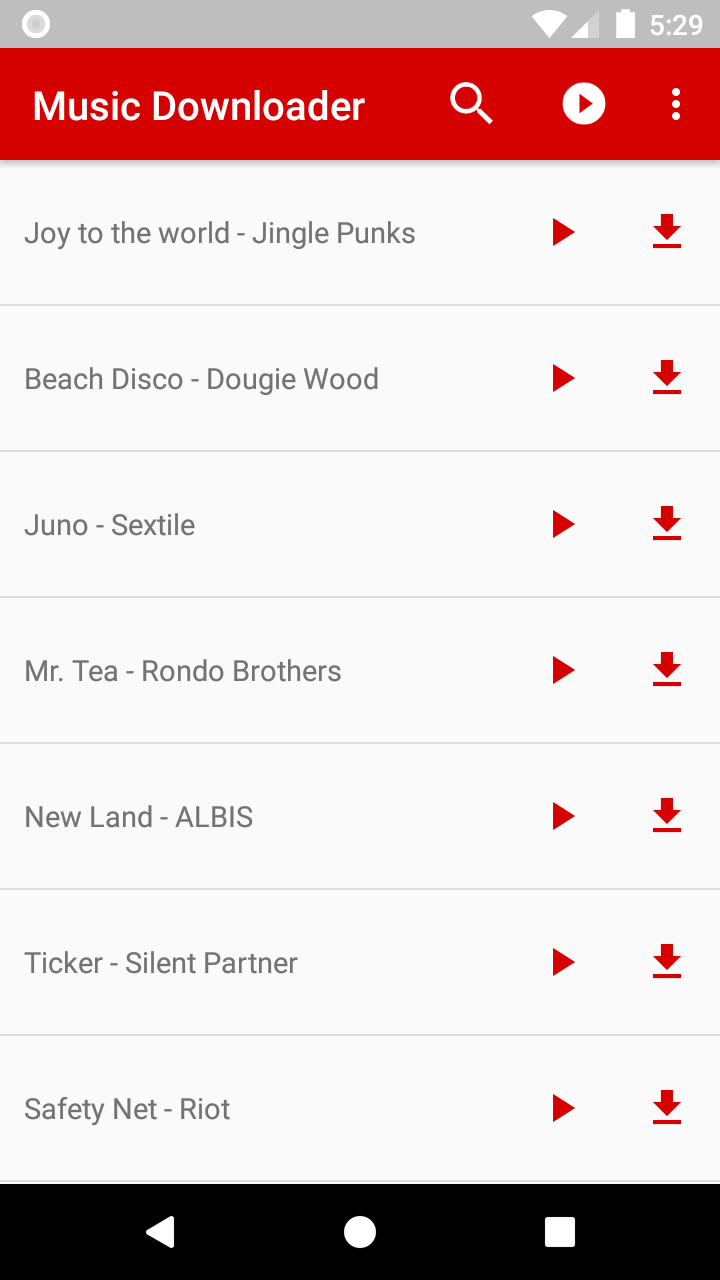 5:29
Music Downloader
Joy to the world - Jingle Punks
Beach Disco - Dougie Wood
Juno - Sextile
Mr. Tea - Rondo Brothers
New Land - ALBIS
Ticker - Silent Partner
Safety Net - Riot